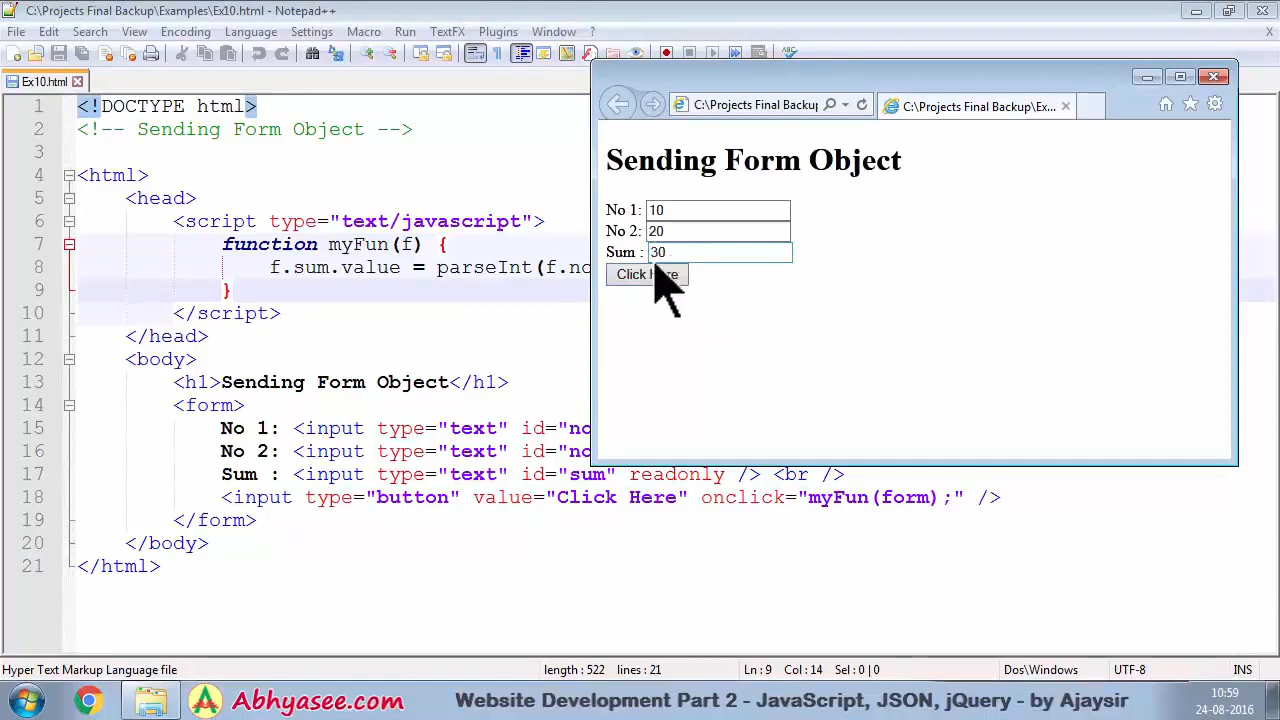 C:\Projects Final Backup\Examples\Ex10.html - Notepad++
File Edit Search View Encoding Language Settings Macro Run TextFX Plugins Window ?
Ex10.html
1 <!DOCTYPE html>
2 <!-- Sending Form Object -->
3
4 <html>
5 <head>
6 <script type="text/javascript">
7 function myFun(f) {
8 f.sum.value = parseInt(f.no
9 }
10 </script>
11 </head>
12 <body>
13 <h1>Sending Form Object</h1>
14 <form>
15 No 1: <input type="text" id="no
16 No 2: <input type="text" id="no
17 Sum : <input type="text" id="sum" readonly /> <br />
18 <input type="button" value="Click Here" onclick="myFun(form);" />
19 </form>
20 </body>
21 </html>
C:\Projects Final Backup
C:\Projects Final Backup\Ex...
Sending Form Object
No 1: 10
No 2: 20
Sum : 30
Click Here
Hyper Text Markup Language file
length : 522 lines : 21
Ln : 9 Col : 14 Sel : 0 | 0
Dos\Windows
UTF-8
INS
Abhyasee.com
Website Development Part 2 - JavaScript, JSON, jQuery - by Ajaysir
10:59
24-08-2016